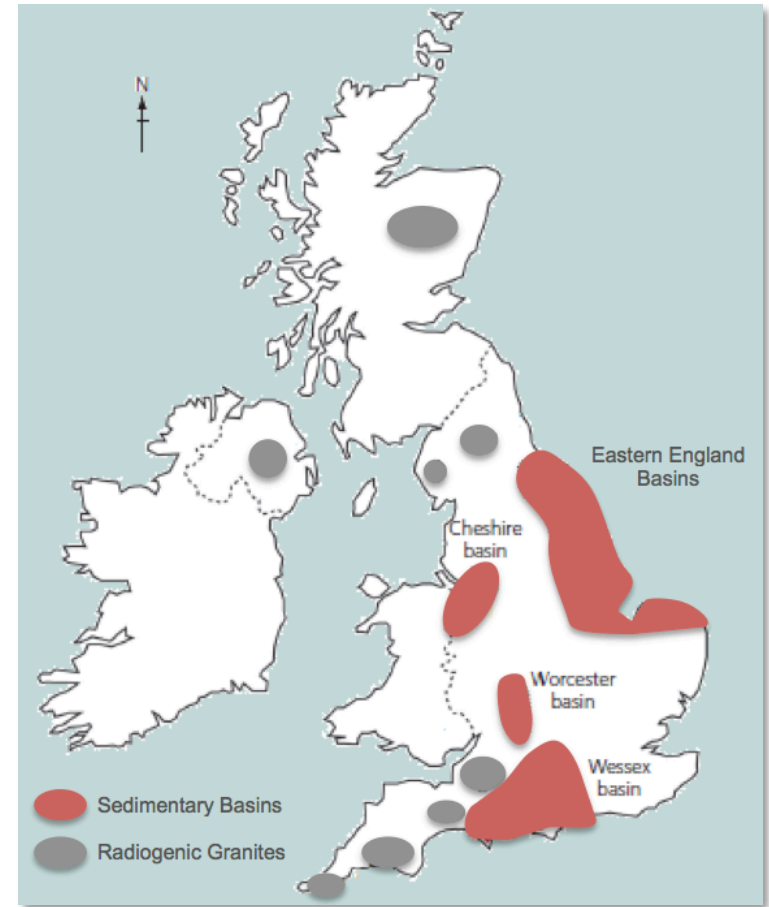 N
Eastern England
Basins
Cheshire
basin
Worcester
basin
Wessex
basin
Sedimentary Basins
Radiogenic Granites